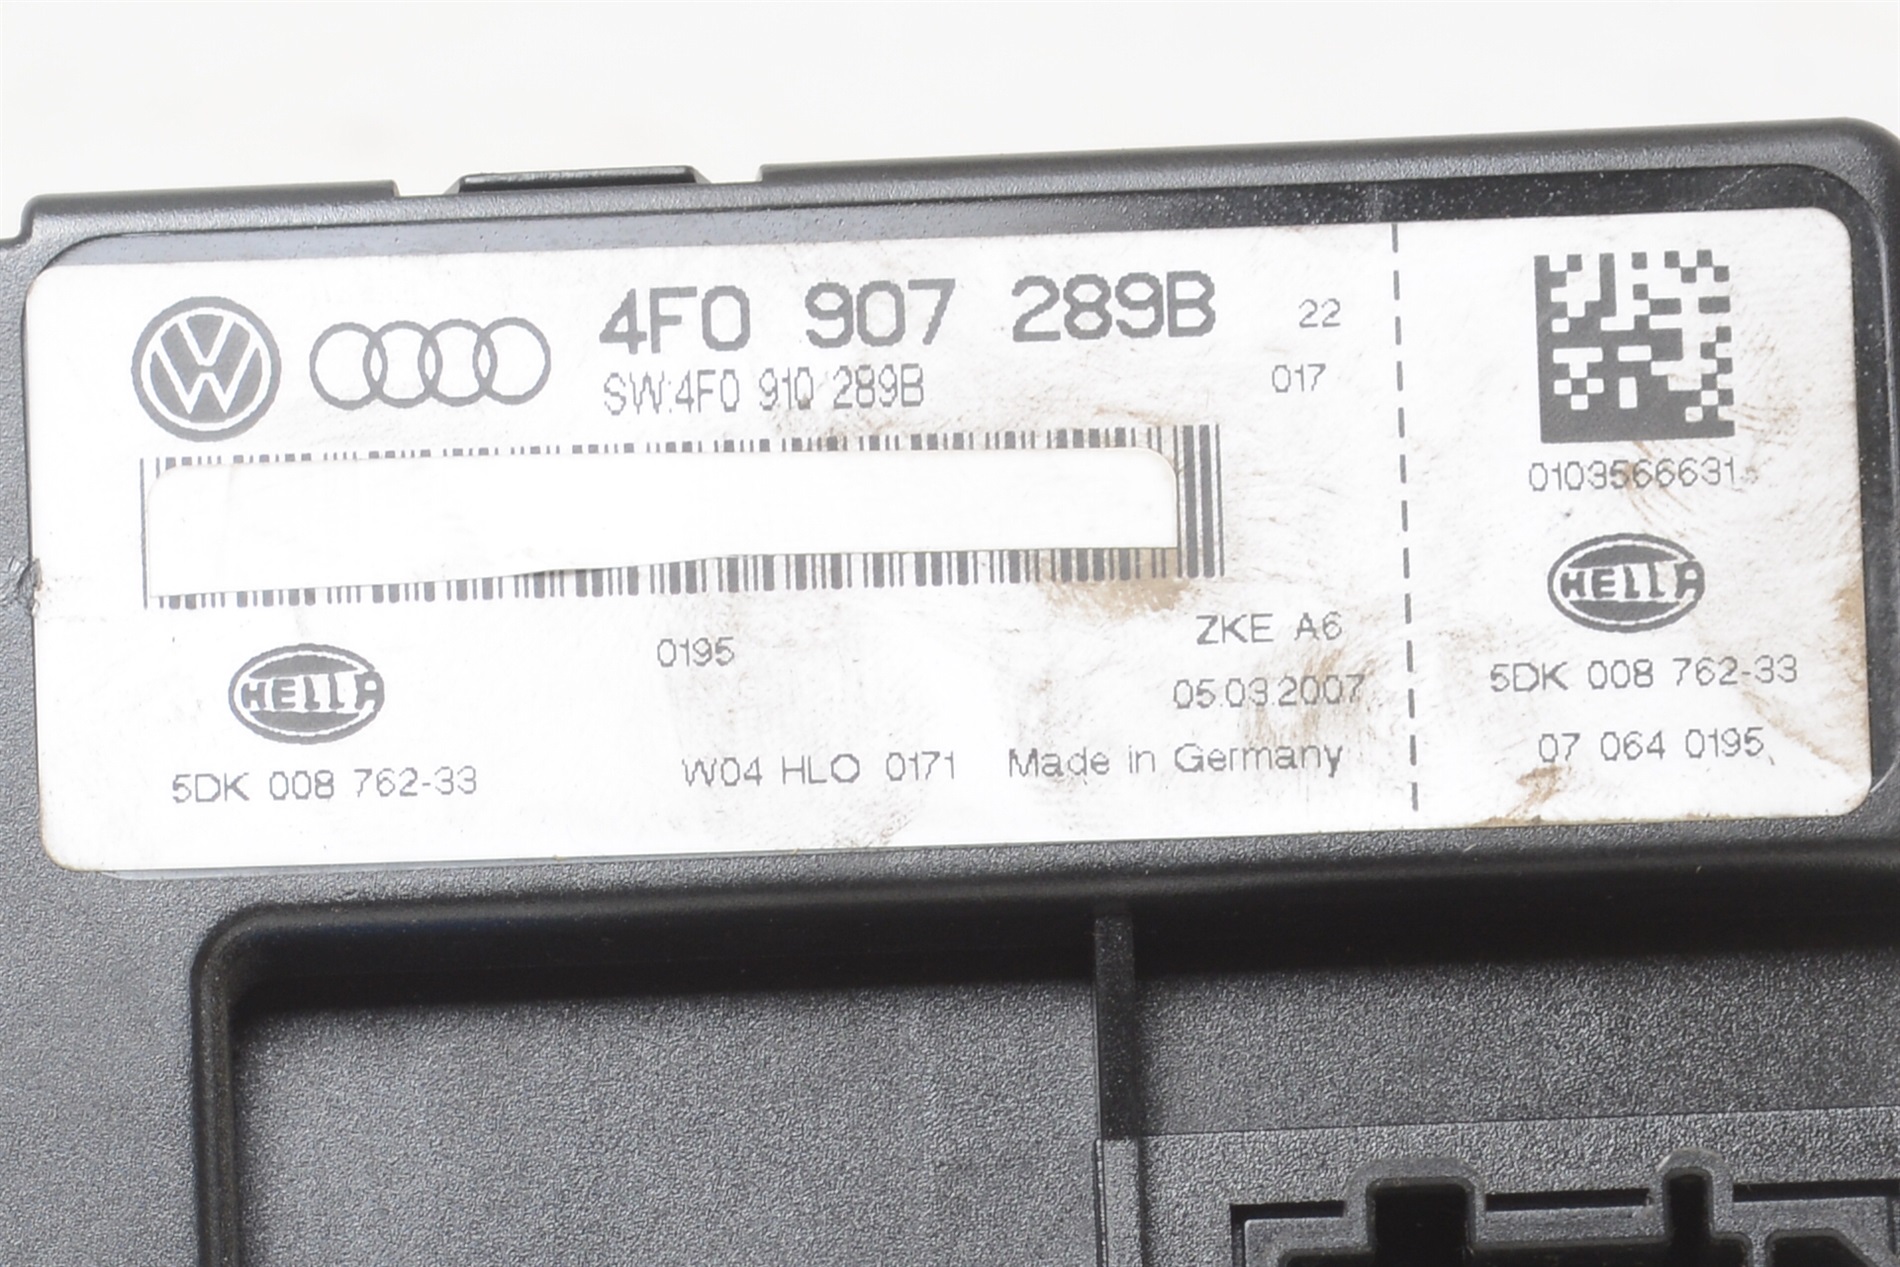 4F0 907 289B 22
SW:4F0 910 289B 017
0195
ZKE A6
05.03.2007
HELLA
5DK 008 762-33
W04 HLO 0171 Made in Germany
0103566631
HELLA
5DK 008 762-33
07 064 0195